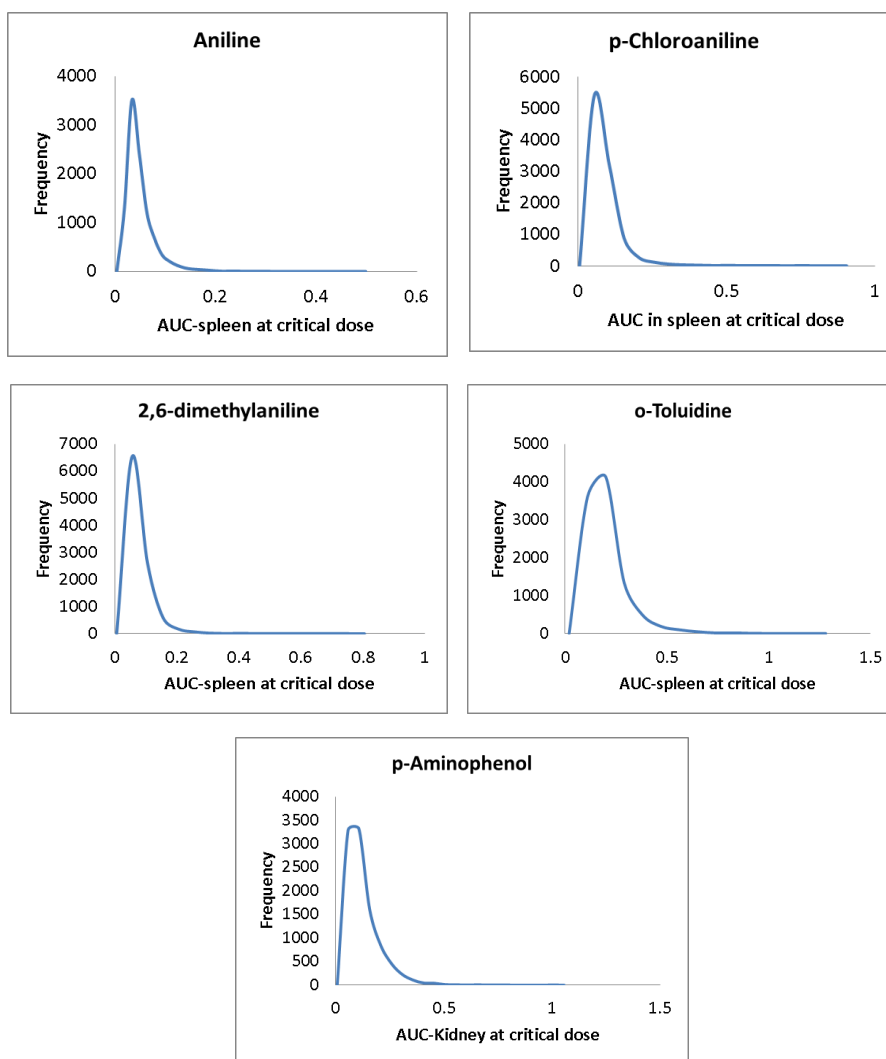 Aniline
4000
3000
2000
1000
0
0 0.2 0.4 0.6
Frequency
AUC-spleen at critical dose
p-Chloroaniline
6000
5000
4000
3000
2000
1000
0
0 0.5 1
Frequency
AUC in spleen at critical dose
2,6-dimethylaniline
7000
6000
5000
4000
3000
2000
1000
0
0 0.2 0.4 0.6 0.8 1
Frequency
AUC-spleen at critical dose
o-Toluidine
5000
4000
3000
2000
1000
0
0 0.5 1 1.5
Frequency
AUC-spleen at critical dose
p-Aminophenol
4000
3500
3000
2500
2000
1500
1000
500
0
0 0.5 1 1.5
Frequency
AUC-Kidney at critical dose